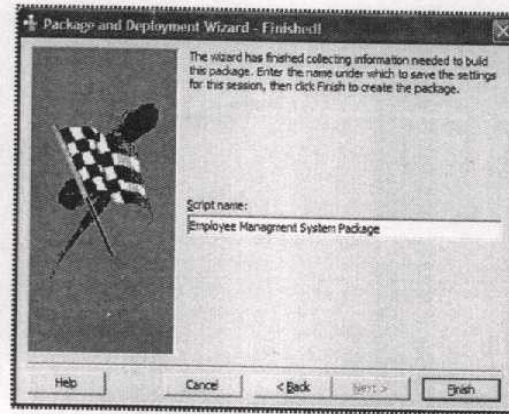 Package and Deployment Wizard - Finished!
The wizard has finished collecting information needed to build
this package. Enter the name under which to save the settings
for this session, then click Finish to create the package.
Script name:
Employee Managment System Package
Help
Cancel
< Back
Next >
Finish